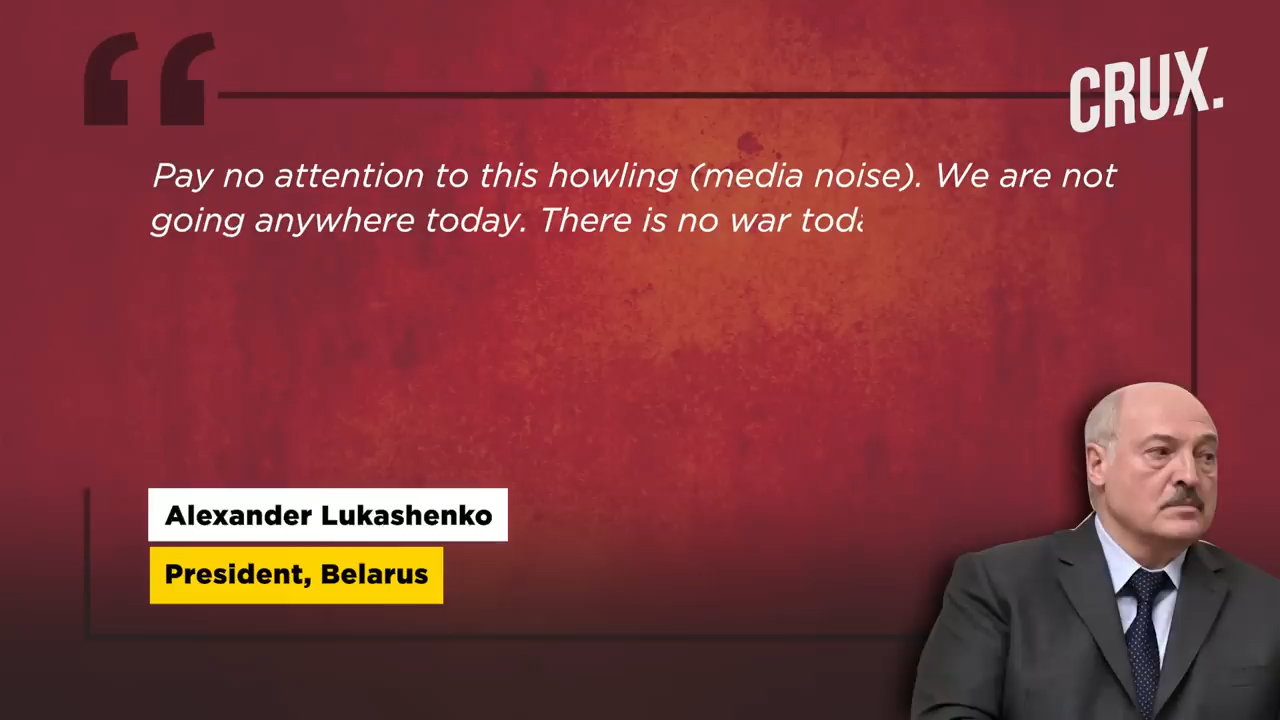 CRUX.
Pay no attention to this howling (media noise). We are not
going anywhere today. There is no war
Alexander Lukashenko
President, Belarus